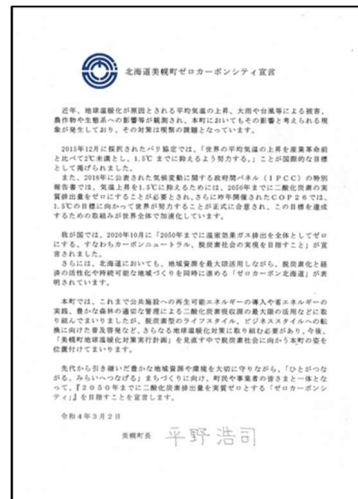 北海道美幌町ゼロカーボンシティ宣言
近年、地球温暖化が原因とされる平均気温の上昇、大雨や台風等による被害、
農作物や生態系への影響等が観測され、本町においてもその影響と考えられる現
象が発生しており、その対策は喫緊の課題となっています。
2015年12月に採択されたパリ協定では、「世界の平均気温の上昇を産業革命前
と比べて2℃未満とし、1.5℃までに抑えるよう努力する。」ことが国際的な目標
として掲げられました。
また、2018年に公表された気候変動に関する政府間パネル(IPCC)の特別
報告書では、気温上昇を1.5℃に抑えるためには、2050年までに二酸化炭素の実
質排出量をゼロにすることが必要とされ、さらに昨年開催されたCOP26では、
1.5℃の目標に向かって世界が努力することが正式に合意され、この目標を達成
するための取組みが世界全体で加速化しています。
我が国では、2020年10月に「2050年までに温室効果ガス排出を全体としてゼロ
にする、すなわちカーボンニュートラル、脱炭素社会の実現を目指すこと」が宣言
されました。
さらには、北海道においても、地域資源を最大限活用しながら、脱炭素化と経
済の活性化や持続可能な地域づくりを同時に進める「ゼロカーボン北海道」が表
明されています。
本町では、これまで公共施設への再生可能エネルギーの導入や省エネルギーの
実践、豊かな森林の適切な管理による二酸化炭素吸収源の最大限の活用などに取
り組んでまいりましたが、脱炭素型のライフスタイル、ビジネススタイルへの転
換に向けた普及啓発など、さらなる地球温暖化対策に取り組む必要があり、今後、
「美幌町地球温暖化対策実行計画」を見直す中で脱炭素社会に向かう本町の姿を
位置付けてまいります。
先代から引き継いだ豊かな地域資源や環境を大切に守りながら、「ひとがつな
がる、みらいへつなげる」まちづくりに向け、町民や事業者の皆さまと一体とな
って、『2050年までに二酸化炭素排出量を実質ゼロとする「ゼロカーボンシ
ティ」』を目指すことを宣言します。
令和4年3月2日
美幌町長 平野浩司